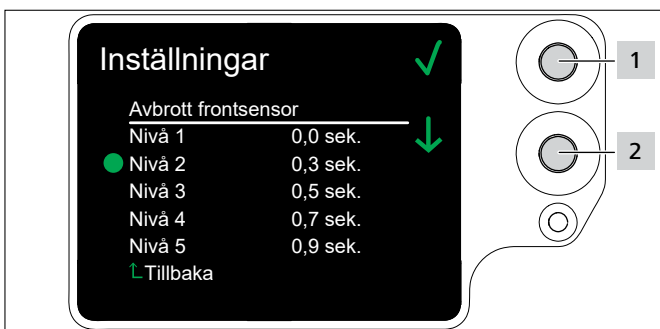 Inställningar
Avbrott frontsensor
Nivå 1 0,0 sek.
Nivå 2 0,3 sek.
Nivå 3 0,5 sek.
Nivå 4 0,7 sek.
Nivå 5 0,9 sek.
Tillbaka
1
2